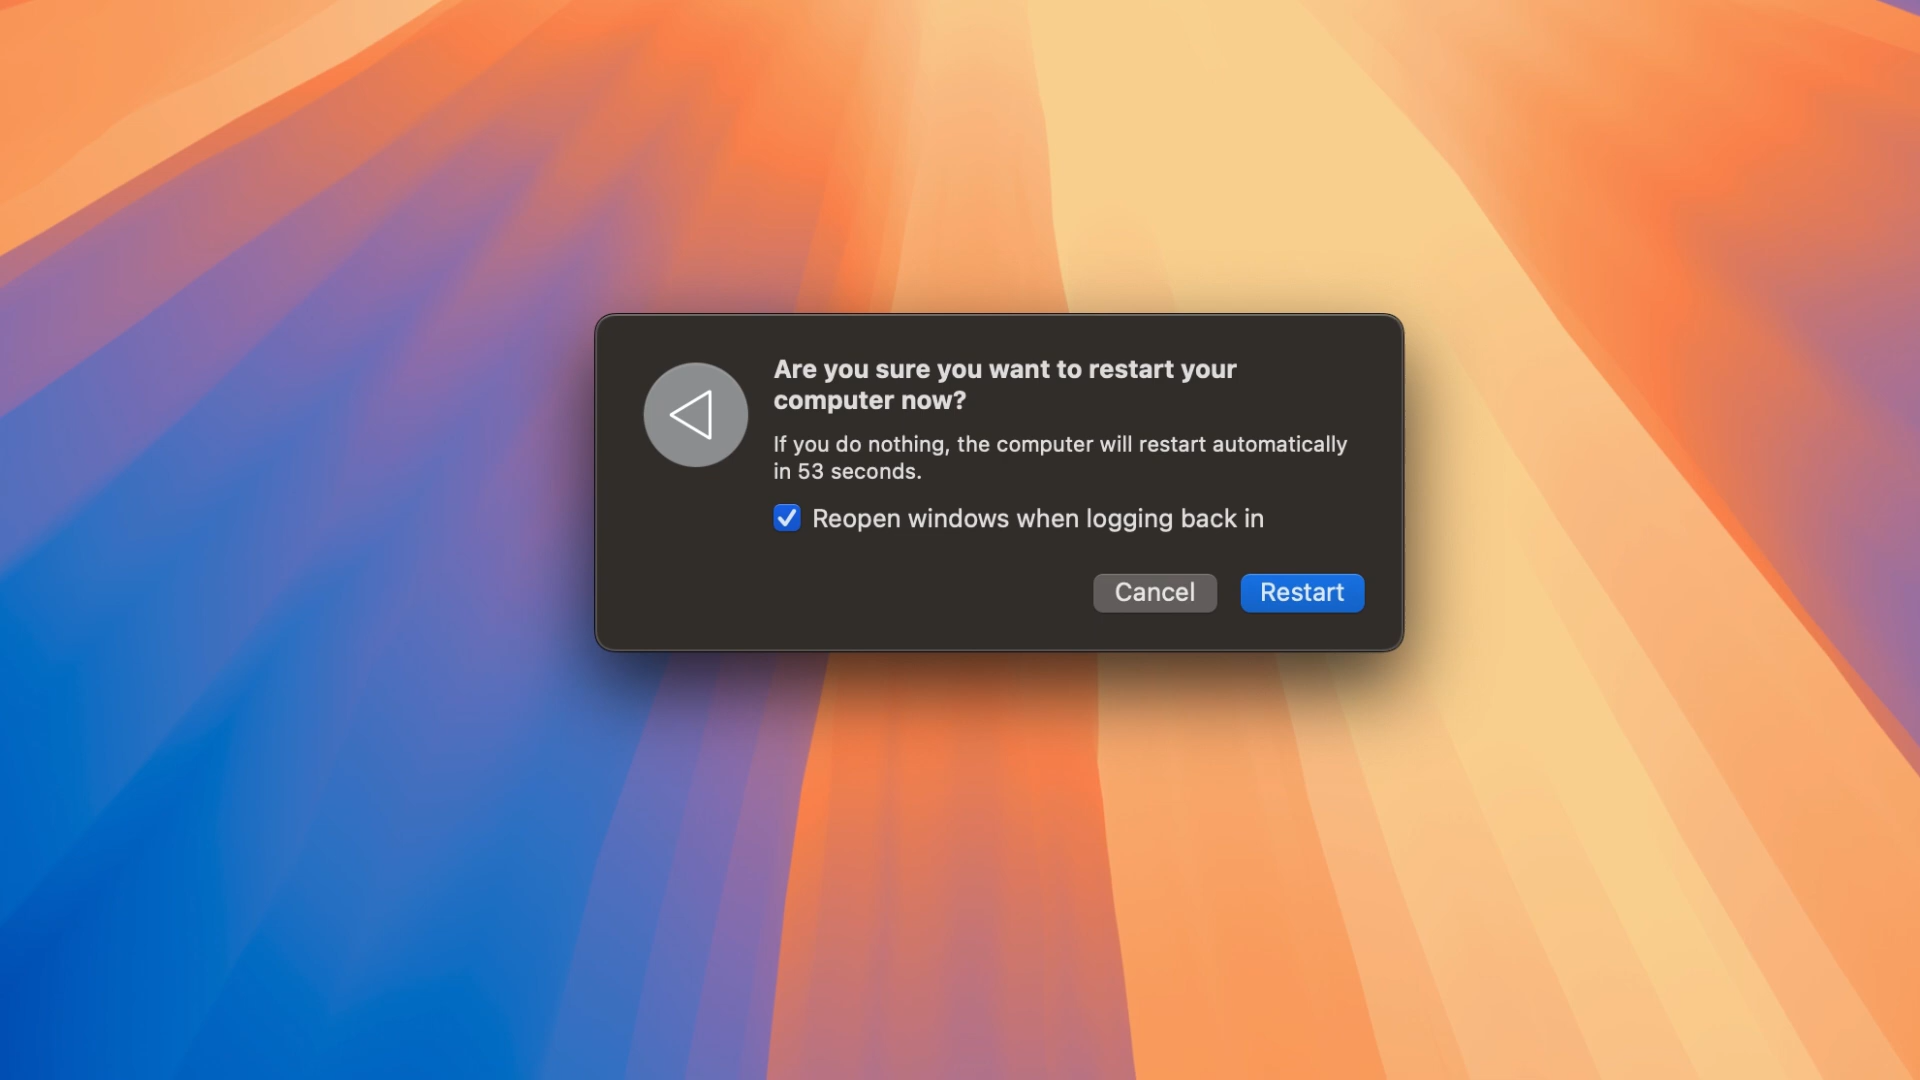 Are you sure you want to restart your
computer now?
If you do nothing, the computer will restart automatically
in 53 seconds.
Reopen windows when logging back in
Cancel Restart